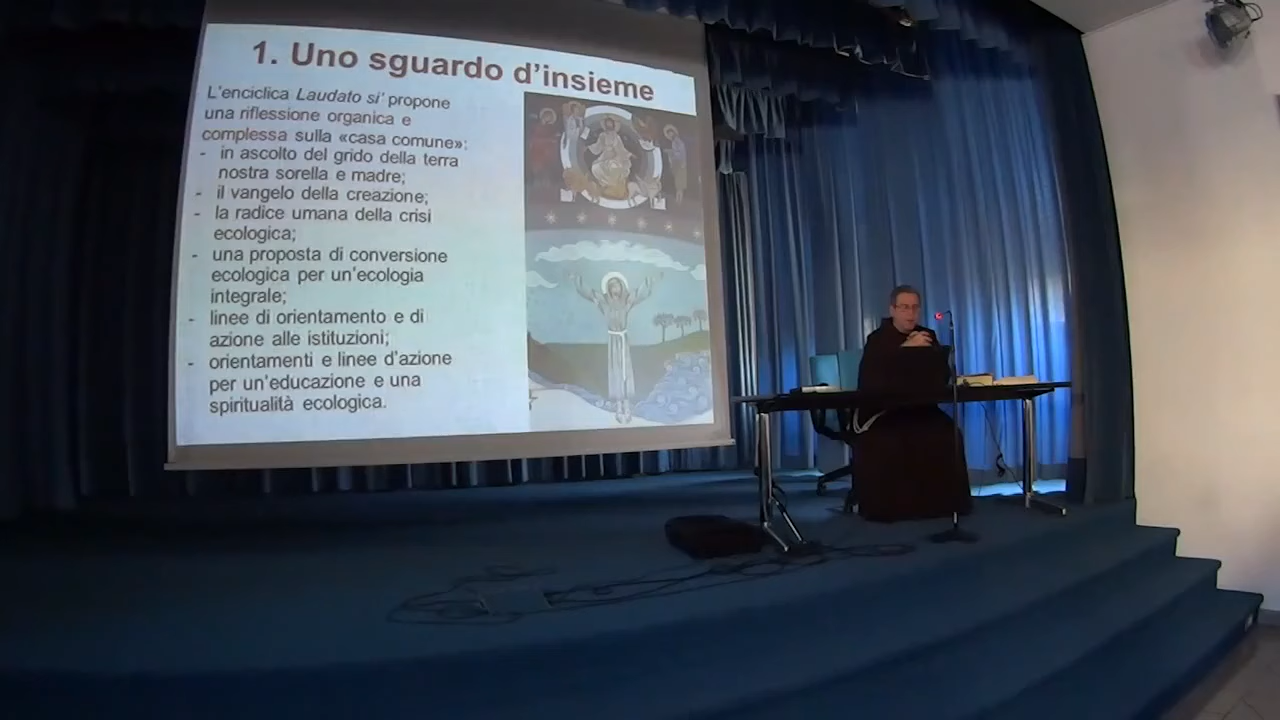 1. Uno sguardo d'insieme
L'enciclica Laudato si' propone
una riflessione organica e
complessa sulla «casa comune»:
- in ascolto del grido della terra
nostra sorella e madre;
- il vangelo della creazione;
- la radice umana della crisi
ecologica;
- una proposta di conversione
ecologica per un'ecologia
integrale;
- linee di orientamento e di
azione alle istituzioni;
- orientamenti e linee d'azione
per un'educazione e una
spiritualità ecologica.